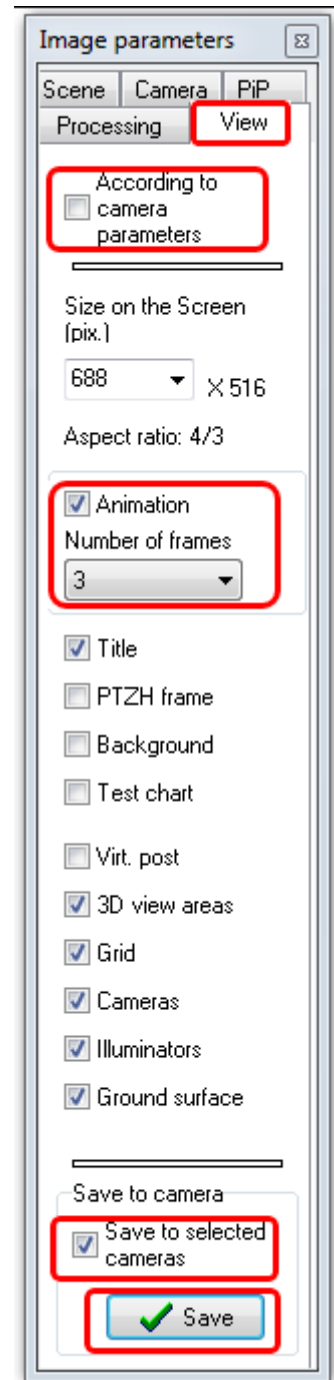 Image parameters
Scene Camera PiP
Processing View
According to
camera
parameters
Size on the Screen
(pix.)
688 X 516
Aspect ratio: 4/3
Animation
Number of frames
3
Title
PTZH frame
Background
Test chart
Virt. post
3D view areas
Grid
Cameras
Illuminators
Ground surface
Save to camera
Save to selected
cameras
Save